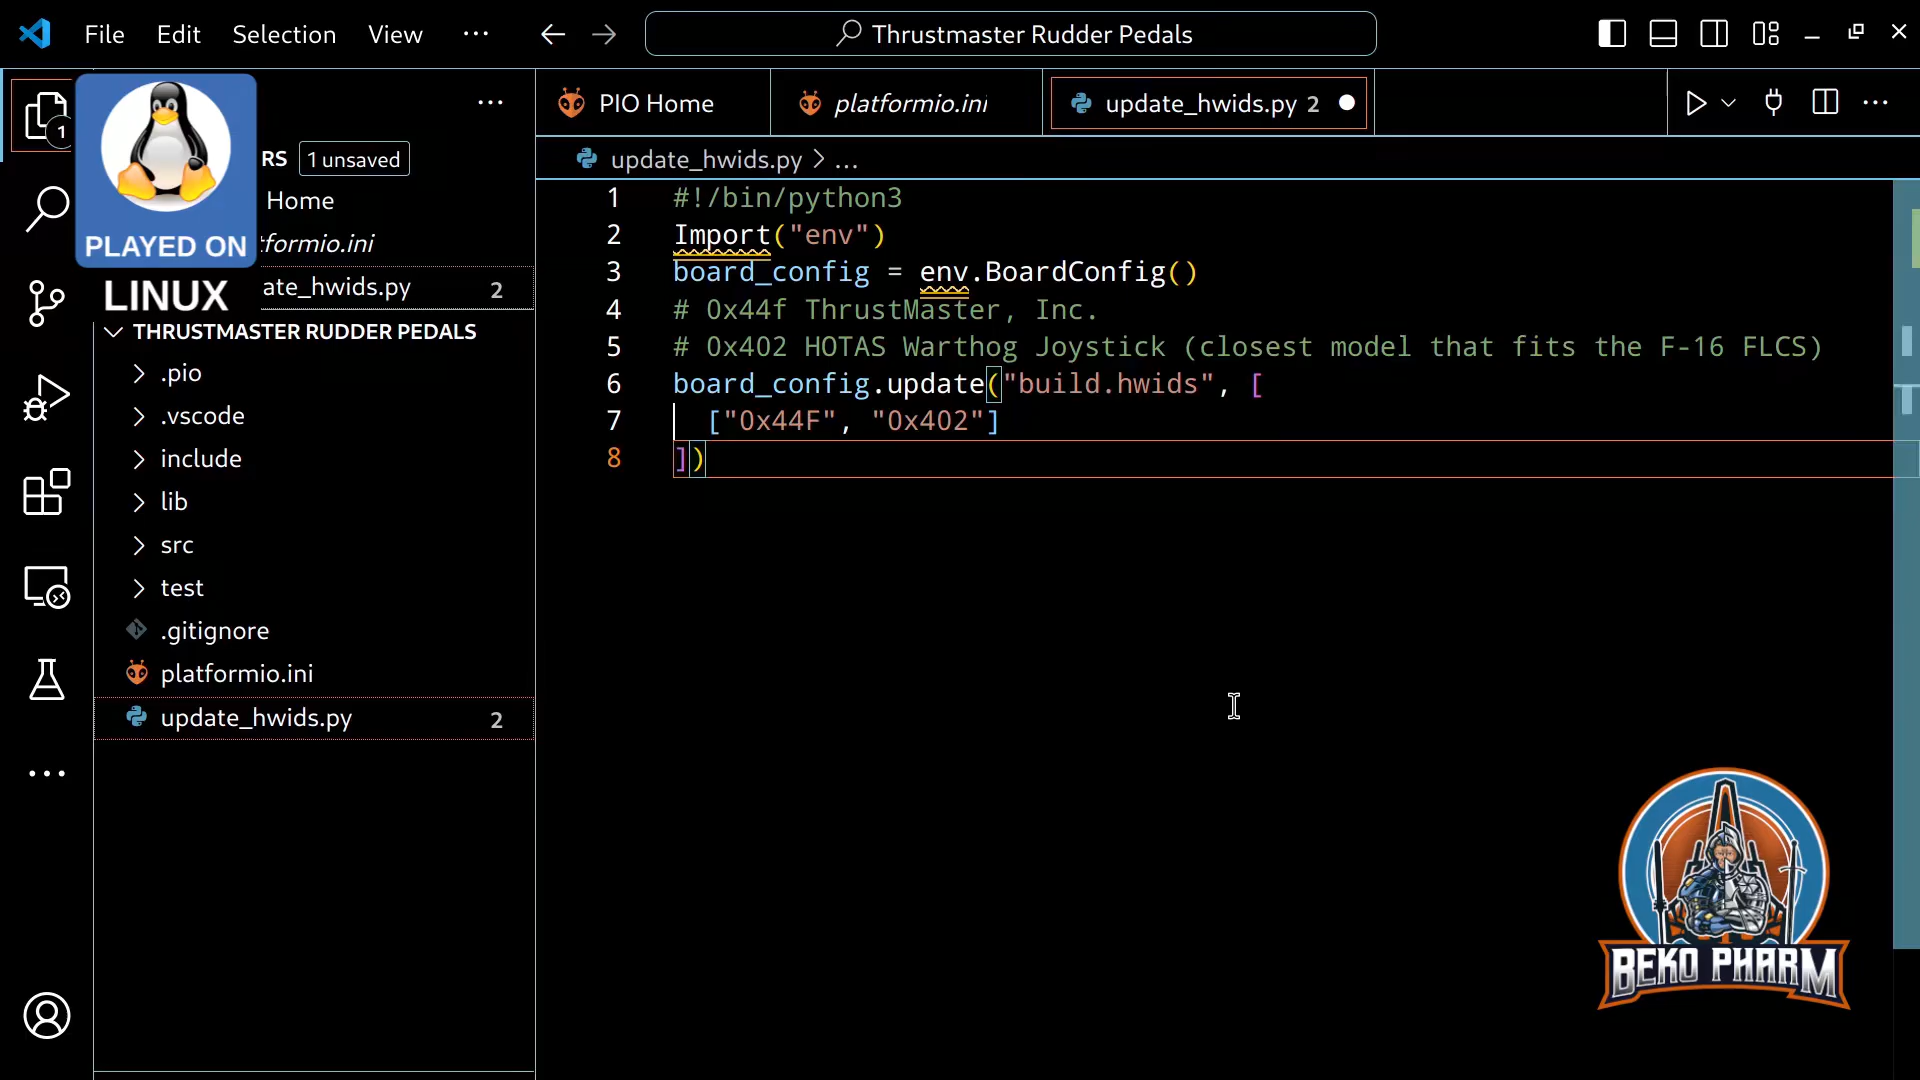 File Edit Selection View
Thrustmaster Rudder Pedals
PIO Home
platformio.ini
update_hwids.py 2
1
PLAYED ON
LINUX
RS 1 unsaved
Home
tformio.ini
ate_hwids.py 2
THRUSTMASTER RUDDER PEDALS
.pio
.vscode
include
lib
src
test
.gitignore
platformio.ini
update_hwids.py 2
update_hwids.py > ...
1 #!/bin/python3
2 Import("env")
3 board_config = env.BoardConfig()
4 # 0x44f ThrustMaster, Inc.
5 # 0x402 HOTAS Warthog Joystick (closest model that fits the F-16 FLCS)
6 board_config.update("build.hwids", [
7 ["0x44F", "0x402"]
8 ])
BEKO PHARM